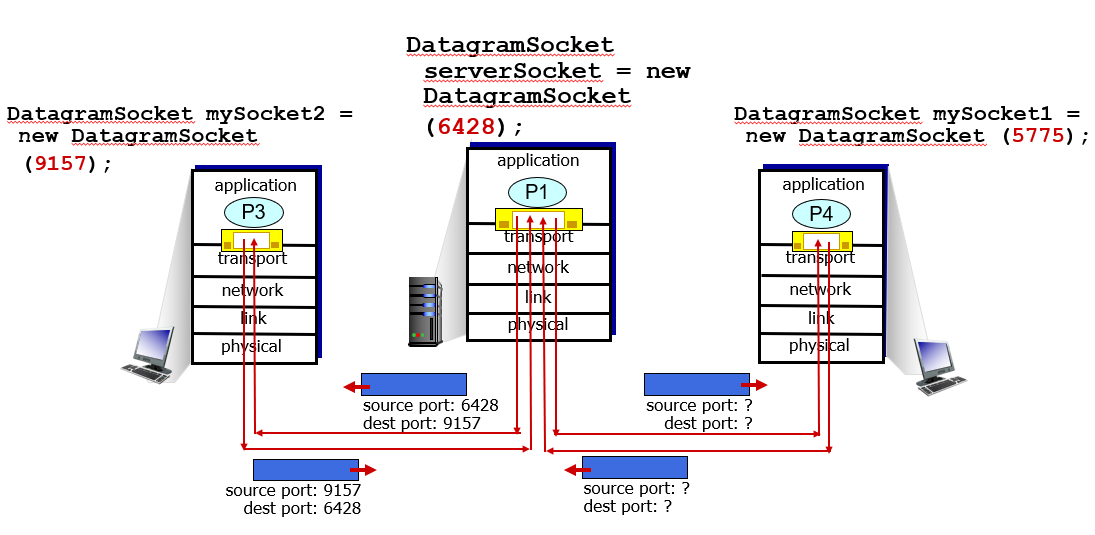 DatagramSocket
serverSocket = new
DatagramSocket
(6428);
DatagramSocket mySocket2 =
new DatagramSocket
(9157);
DatagramSocket mySocket1 =
new DatagramSocket (5775);
application
P3
transport
network
link
physical
application
P1
transport
network
link
physical
application
P4
transport
network
link
physical
source port: 6428
dest port: 9157
source port: ?
dest port: ?
source port: 9157
dest port: 6428
source port: ?
dest port: ?